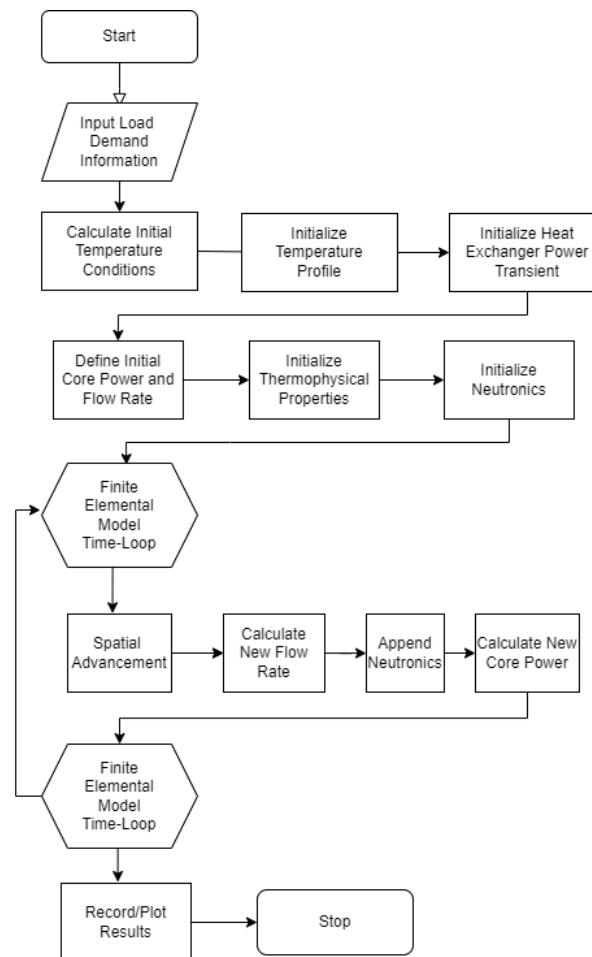 Start
Input Load
Demand
Information
Calculate Initial
Temperature
Conditions
Initialize
Temperature
Profile
Initialize Heat
Exchanger Power
Transient
Define Initial
Core Power and
Flow Rate
Initialize
Thermophysical
Properties
Initialize
Neutronics
Finite
Elemental
Model
Time-Loop
Spatial
Advancement
Calculate
New Flow
Rate
Append
Neutronics
Calculate New
Core Power
Finite
Elemental
Model
Time-Loop
Record/Plot
Results
Stop